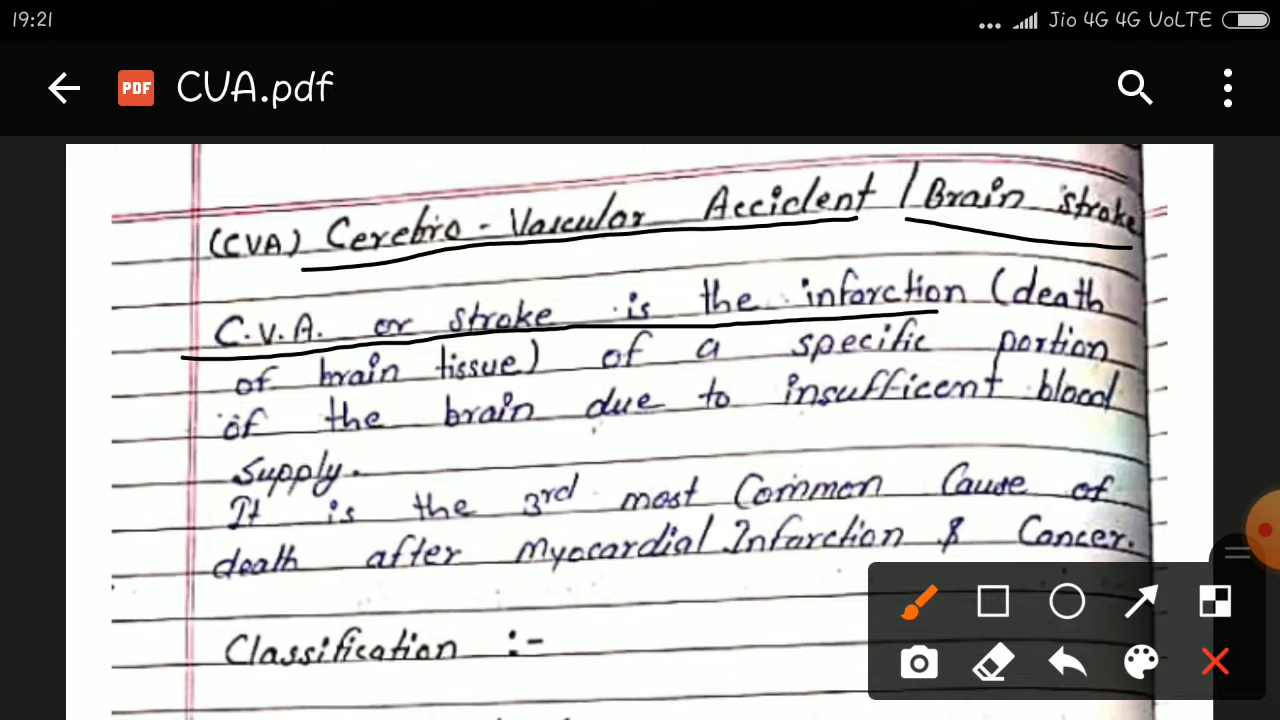 19:21
... Jio 4G 4G VoLTE
PDF CUA.pdf
(CVA) Cerebro - Vascular Accident / Brain stroke
C.V.A. or stroke is the infarction (death
of brain tissue) of a specific portion
of the brain due to insufficent blood
supply.
It is the 3rd most Common Cause of
death after Myocardial Infarction & Cancer.
Classification :-